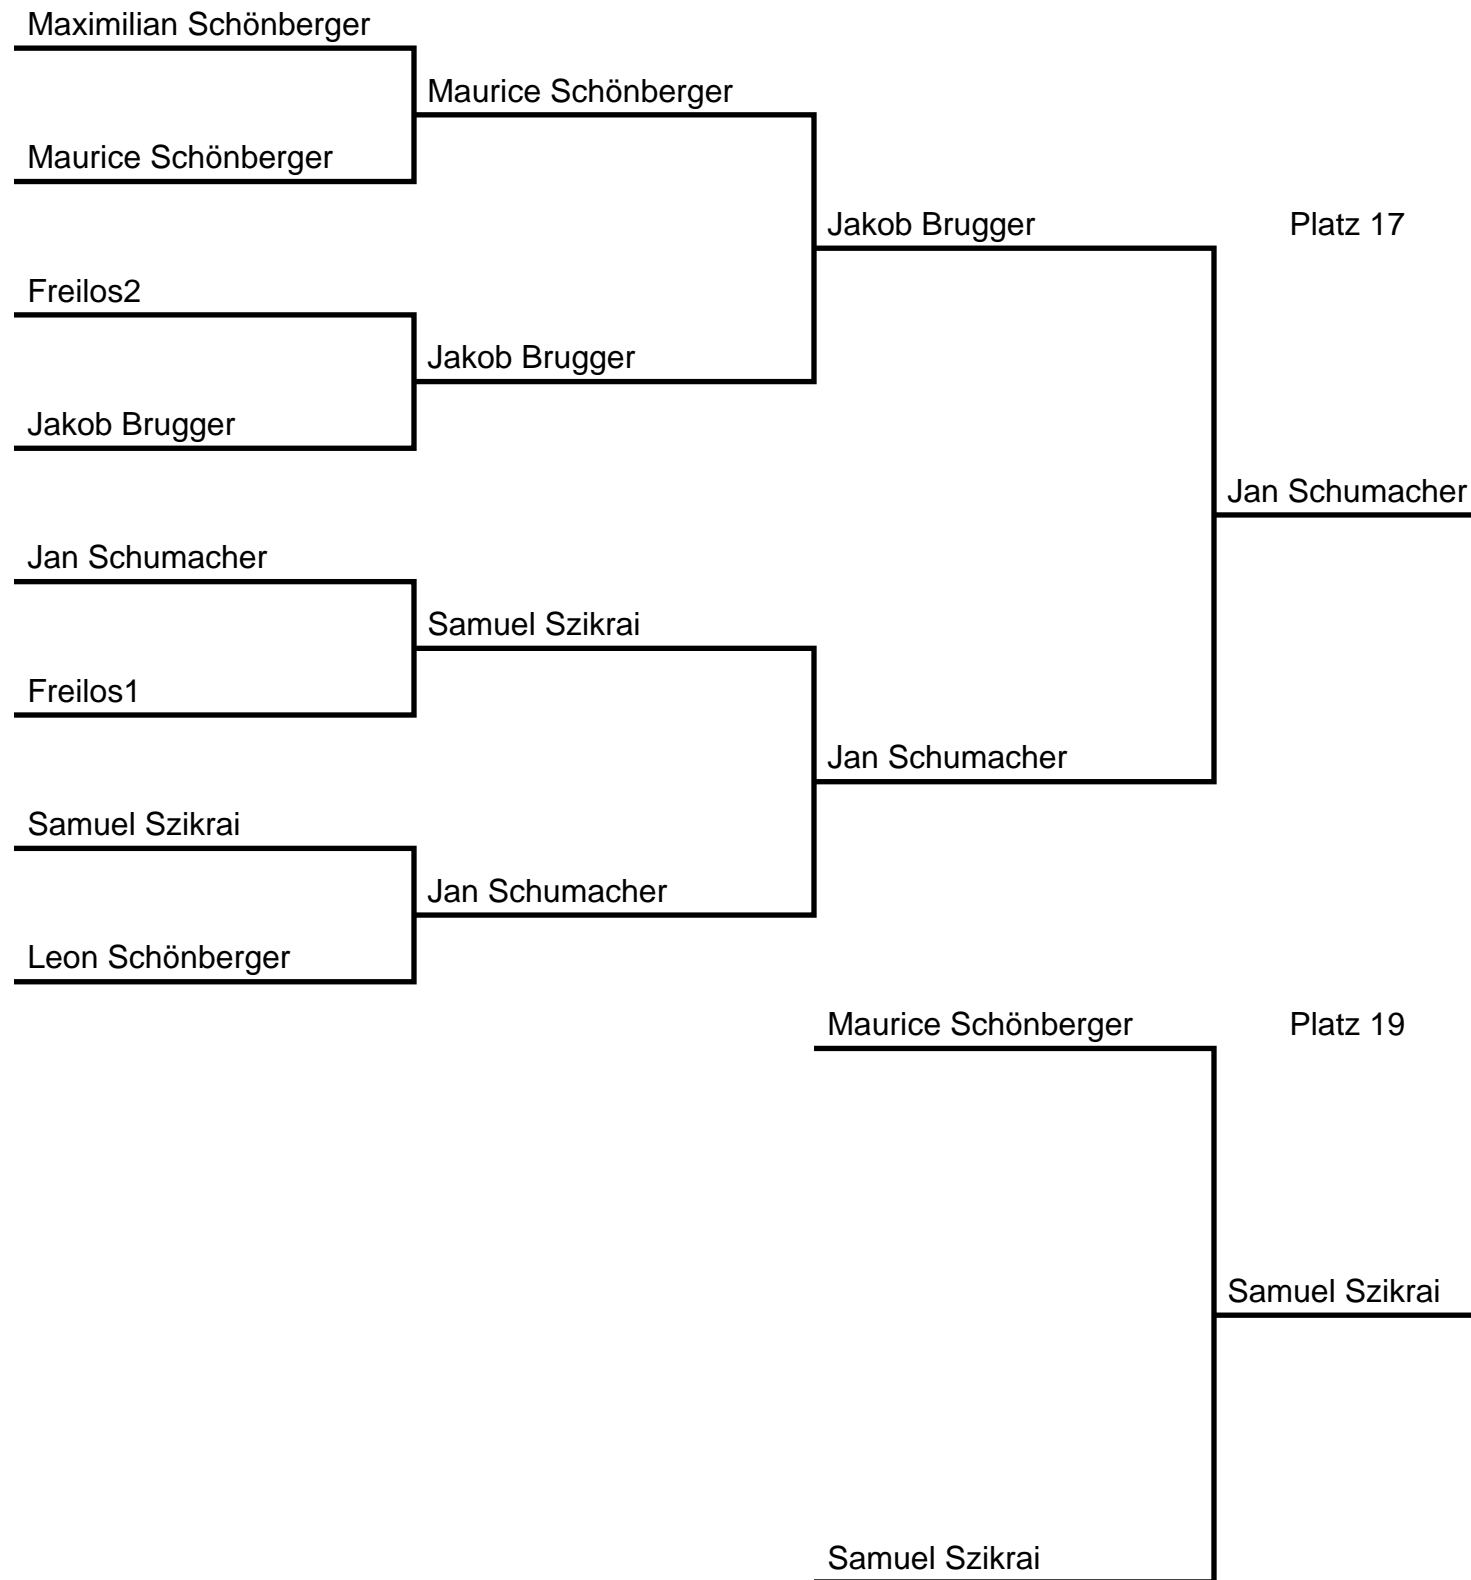 Maximilian Schönberger
Maurice Schönberger
Maurice Schönberger
Jakob Brugger
Platz 17
Freilos2
Jakob Brugger
Jakob Brugger
Jan Schumacher
Jan Schumacher
Samuel Szikrai
Freilos1
Jan Schumacher
Samuel Szikrai
Jan Schumacher
Leon Schönberger
Maurice Schönberger
Platz 19
Samuel Szikrai
Samuel Szikrai